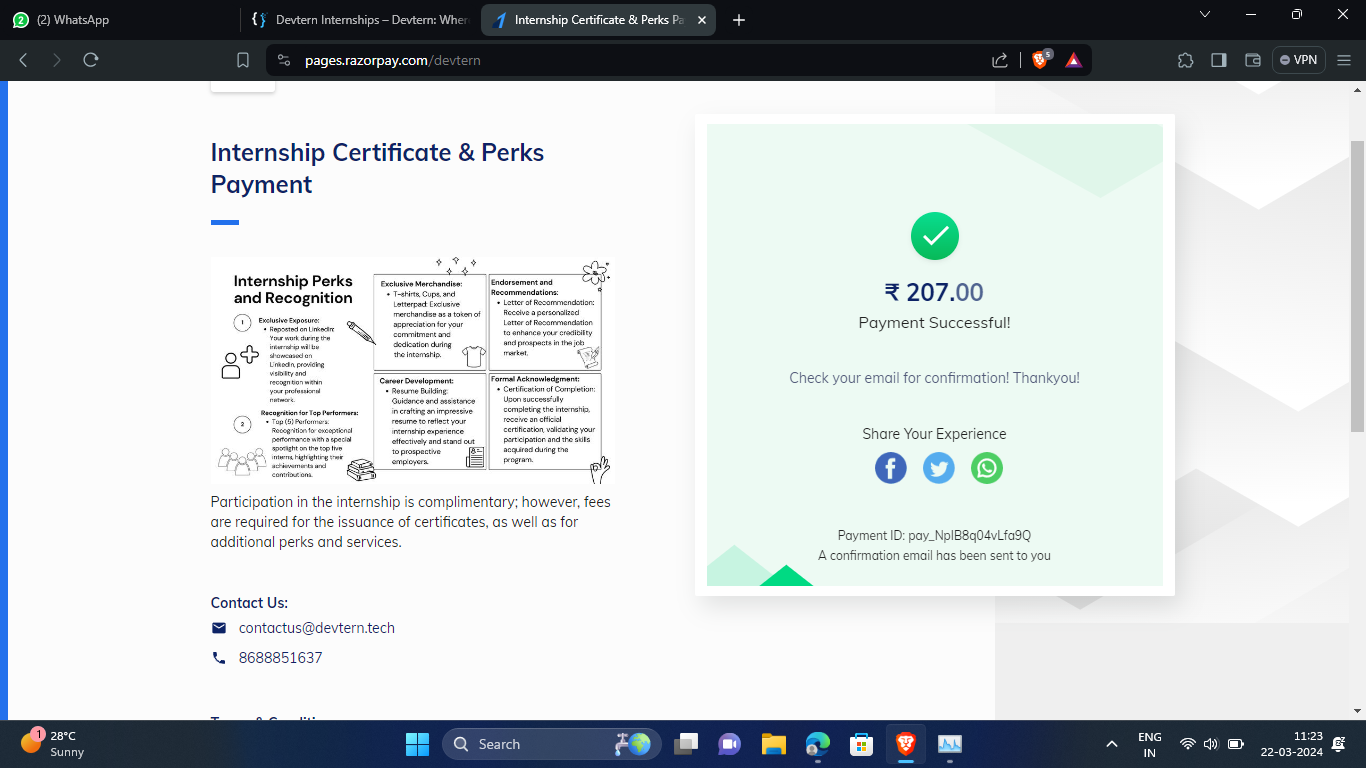 (2) WhatsApp
Devtern Internships – Devtern: Wher
Internship Certificate & Perks Pa
pages.razorpay.com/devtern
5
VPN
Internship Certificate & Perks
Payment
Internship Perks
and Recognition
1
Exclusive Exposure:
Reposted on LinkedIn:
Your work during the
internship will be
showcased on
LinkedIn, providing
visibility and
recognition within
your professional
network.
2
Recognition for Top Performers:
Top (5) Performers:
Recognition for exceptional
performance with a special
spotlight on the top five
interns, highlighting their
achievements and
contributions.
Exclusive Merchandise:
T-shirts, Cups, and
Letterpad: Exclusive
merchandise as a token of
appreciation for your
commitment and
dedication during
the internship.
Endorsement and
Recommendations:
Letter of Recommendation:
Receive a personalized
Letter of Recommendation
to enhance your credibility
and prospects in the job
market.
Career Development:
Resume Building:
Guidance and assistance
in crafting an impressive
resume to reflect your
internship experience
effectively and stand out
to prospective
employers.
Formal Acknowledgment:
Certification of Completion:
Upon successfully
completing the internship,
receive an official
certification, validating your
participation and the skills
acquired during the
program.
Participation in the internship is complimentary; however, fees
are required for the issuance of certificates, as well as for
additional perks and services.
Contact Us:
contactus@devtern.tech
8688851637
₹ 207.00
Payment Successful!
Check your email for confirmation! Thankyou!
Share Your Experience
Payment ID: pay_NpIB8q04vLfa9Q
A confirmation email has been sent to you
1
28°C
Sunny
Search
ENG
IN
11:23
22-03-2024